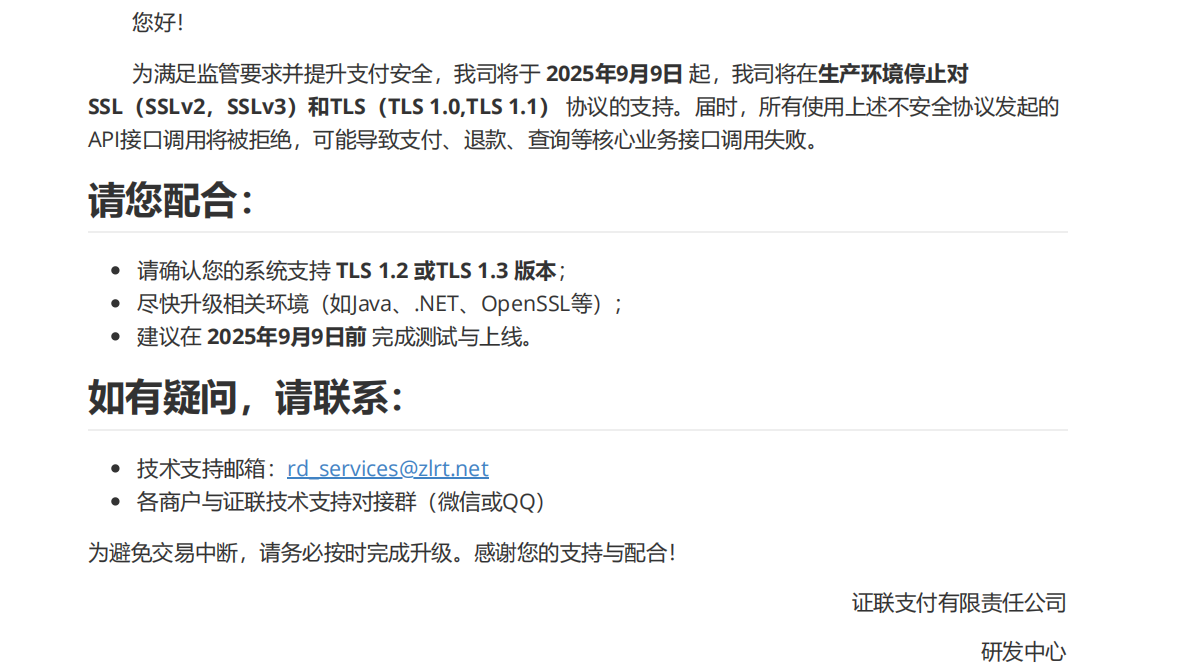 您好！
为满足监管要求并提升支付安全，我司将于 2025年9月9日 起，我司将在生产环境停止对
SSL（SSLv2，SSLv3）和TLS（TLS 1.0,TLS 1.1） 协议的支持。届时，所有使用上述不安全协议发起的
API接口调用将被拒绝，可能导致支付、退款、查询等核心业务接口调用失败。
请您配合：
请确认您的系统支持 TLS 1.2 或TLS 1.3 版本；
尽快升级相关环境（如Java、.NET、OpenSSL等）；
建议在 2025年9月9日前 完成测试与上线。
如有疑问，请联系：
技术支持邮箱：rd_services@zlrt.net
各商户与证联技术支持对接群（微信或QQ）
为避免交易中断，请务必按时完成升级。感谢您的支持与配合！
证联支付有限责任公司
研发中心